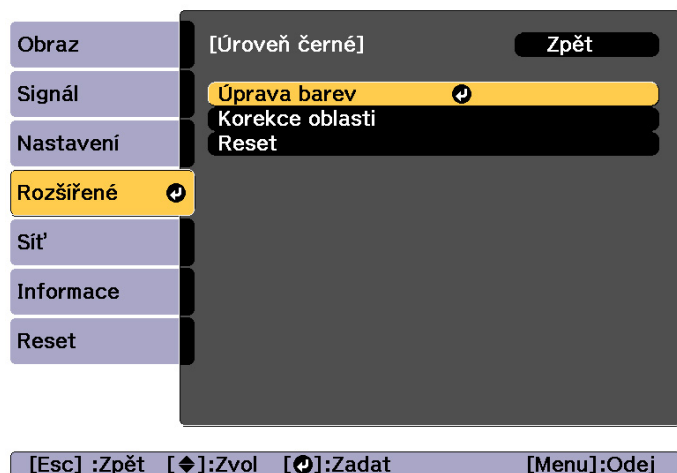 Obraz
Signál
Nastavení
Rozšířené
Síť
Informace
Reset
[Úroveň černé] Zpět
Úprava barev
Korekce oblasti
Reset
[Esc] :Zpět [◆]:Zvol [↵]:Zadat [Menu]:Odej